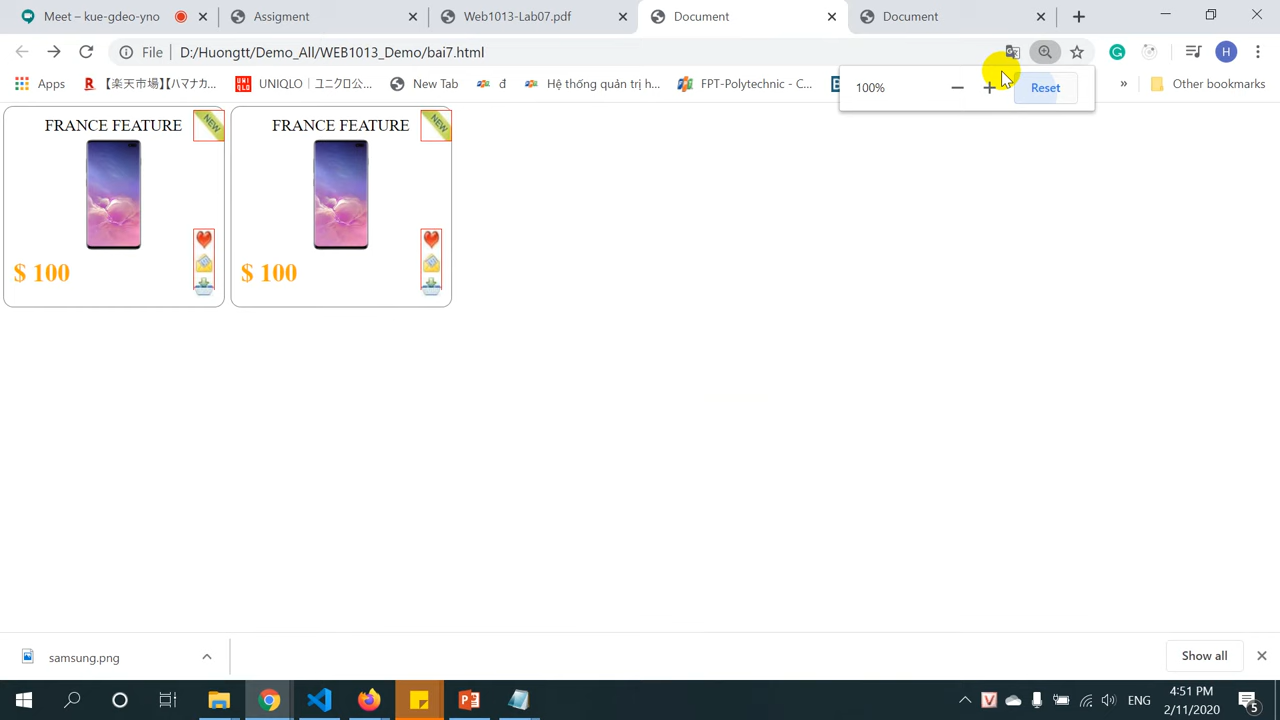 Meet – kue-gdeo-yno
Assigment
Web1013-Lab07.pdf
Document
Document
File
D:/Huongtt/Demo_All/WEB1013_Demo/bai7.html
H
Apps
【楽天市場】【ハマナカ...
UNIQLO｜ユニクロ公...
New Tab
đ
Hệ thống quản trị h...
FPT-Polytechnic - C...
»
Other bookmarks
100%
Reset
FRANCE FEATURE
NEW
$ 100
FRANCE FEATURE
NEW
$ 100
samsung.png
Show all
ENG
4:51 PM
2/11/2020
5